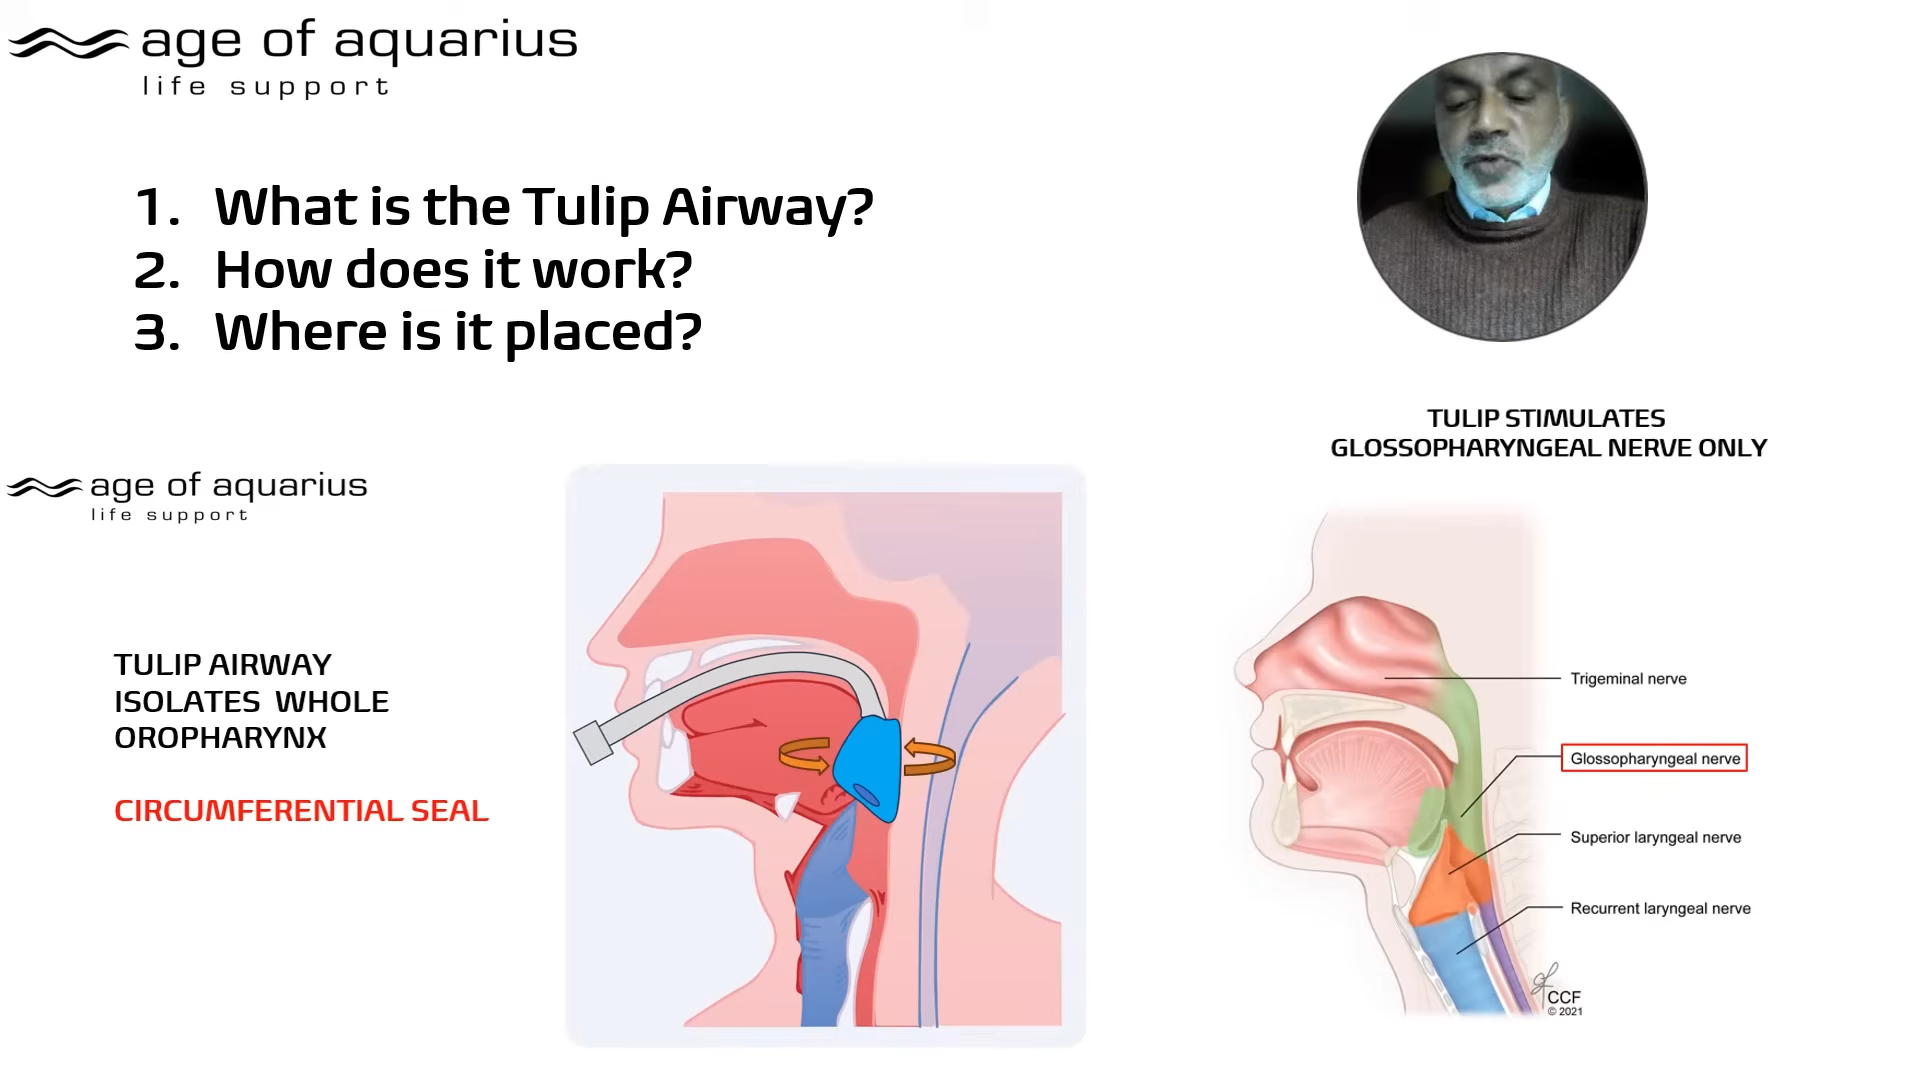 age of aquarius
life support
1. What is the Tulip Airway?
2. How does it work?
3. Where is it placed?
TULIP STIMULATES
GLOSSOPHARYNGEAL NERVE ONLY
age of aquarius
life support
TULIP AIRWAY
ISOLATES WHOLE
OROPHARYNX
CIRCUMFERENTIAL SEAL
Trigeminal nerve
Glossopharyngeal nerve
Superior laryngeal nerve
Recurrent laryngeal nerve
CCF
© 2021